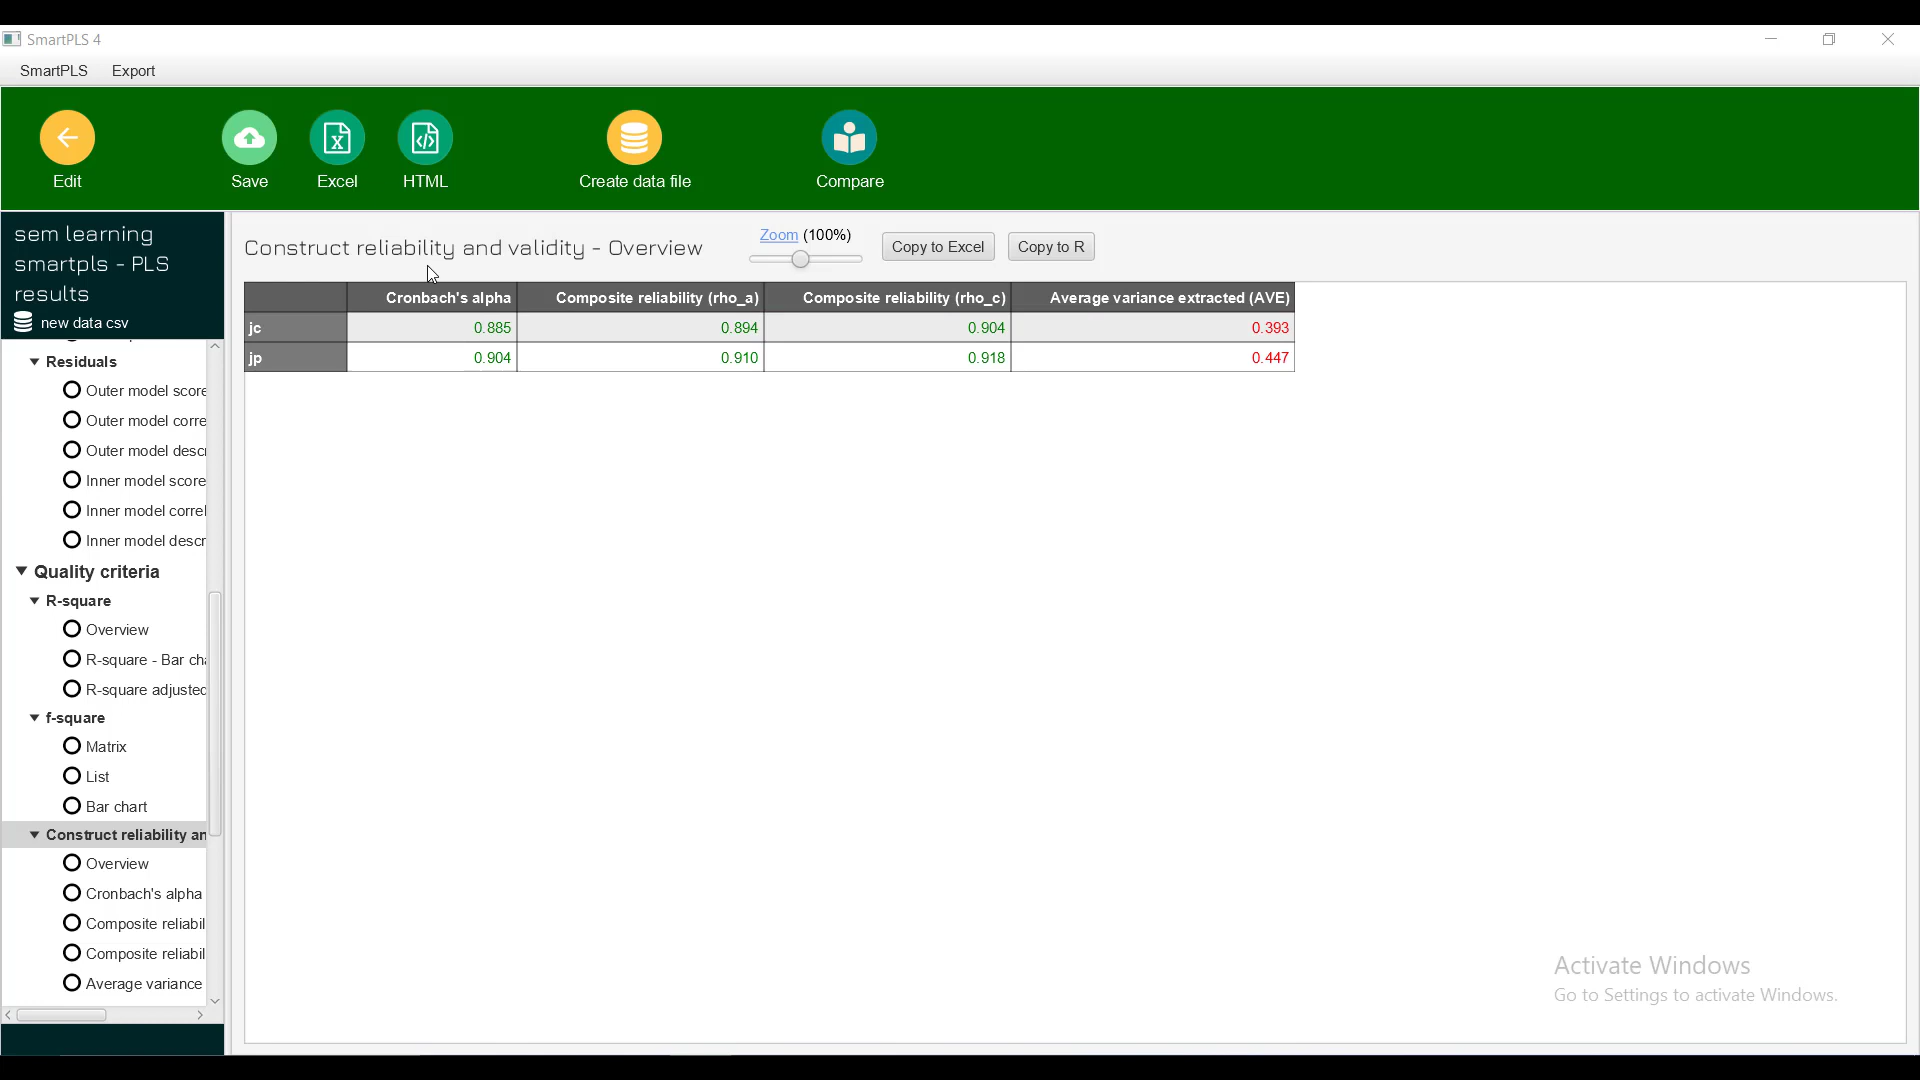 SmartPLS 4
SmartPLS Export
Edit Save Excel HTML Create data file Compare
sem learning
smartpls - PLS
results
new data csv
Residuals
Outer model score
Outer model corre
Outer model desc
Inner model score
Inner model correl
Inner model descr
Quality criteria
R-square
Overview
R-square - Bar cha
R-square adjusted
f-square
Matrix
List
Bar chart
Construct reliability an
Overview
Cronbach's alpha
Composite reliabil
Composite reliabil
Average variance
Construct reliability and validity - Overview
Zoom (100%)
Copy to Excel Copy to R
Cronbach's alpha Composite reliability (rho_a) Composite reliability (rho_c) Average variance extracted (AVE)
jc 0.885 0.894 0.904 0.393
jp 0.904 0.910 0.918 0.447
Activate Windows
Go to Settings to activate Windows.